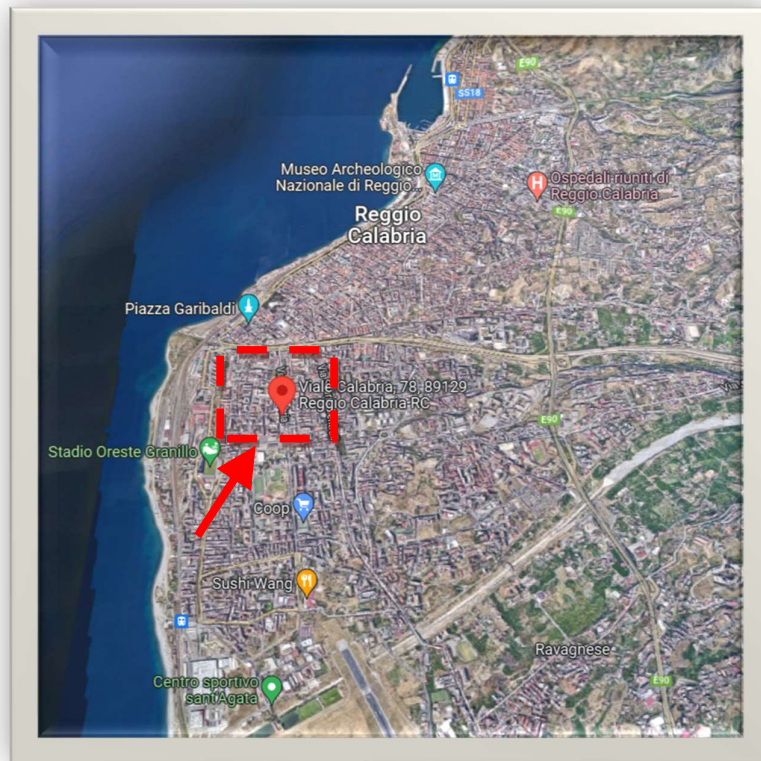 E90
SS18
Museo Archeologico
Nazionale di Reggio...
Ospedali riuniti di
Reggio Calabria
E90
Reggio
Calabria
Piazza Garibaldi
Viale Calabria, 78, 89129
Reggio Calabria RC
E90
Stadio Oreste Granillo
Coop
Sushi Wang
Ravagnese
E90
Centro sportivo
sant'Agata